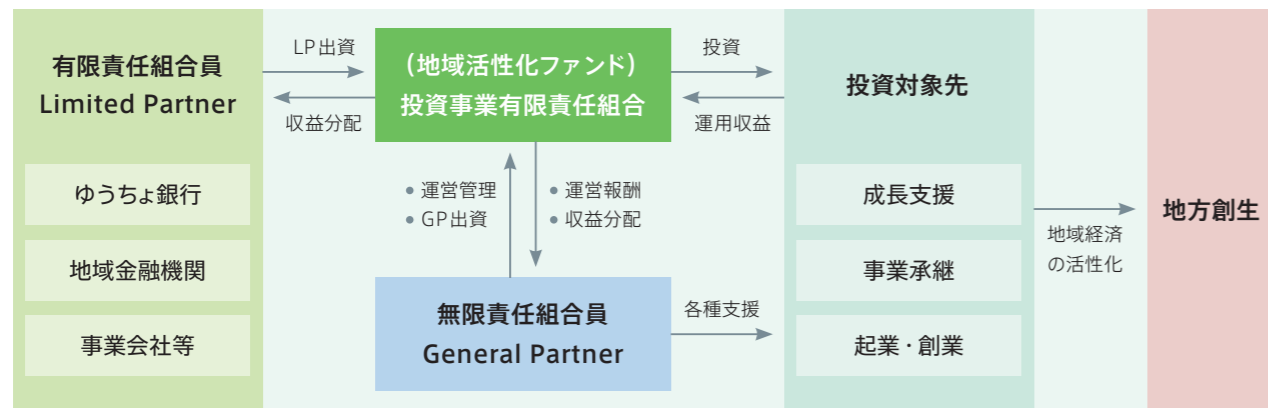 有限責任組合員
Limited Partner
ゆうちょ銀行
地域金融機関
事業会社等
LP出資
収益分配
(地域活性化ファンド)
投資事業有限責任組合
● 運営管理
● GP出資
● 運営報酬
● 収益分配
無限責任組合員
General Partner
投資
運用収益
各種支援
投資対象先
成長支援
事業承継
起業・創業
地域経済
の活性化
地方創生